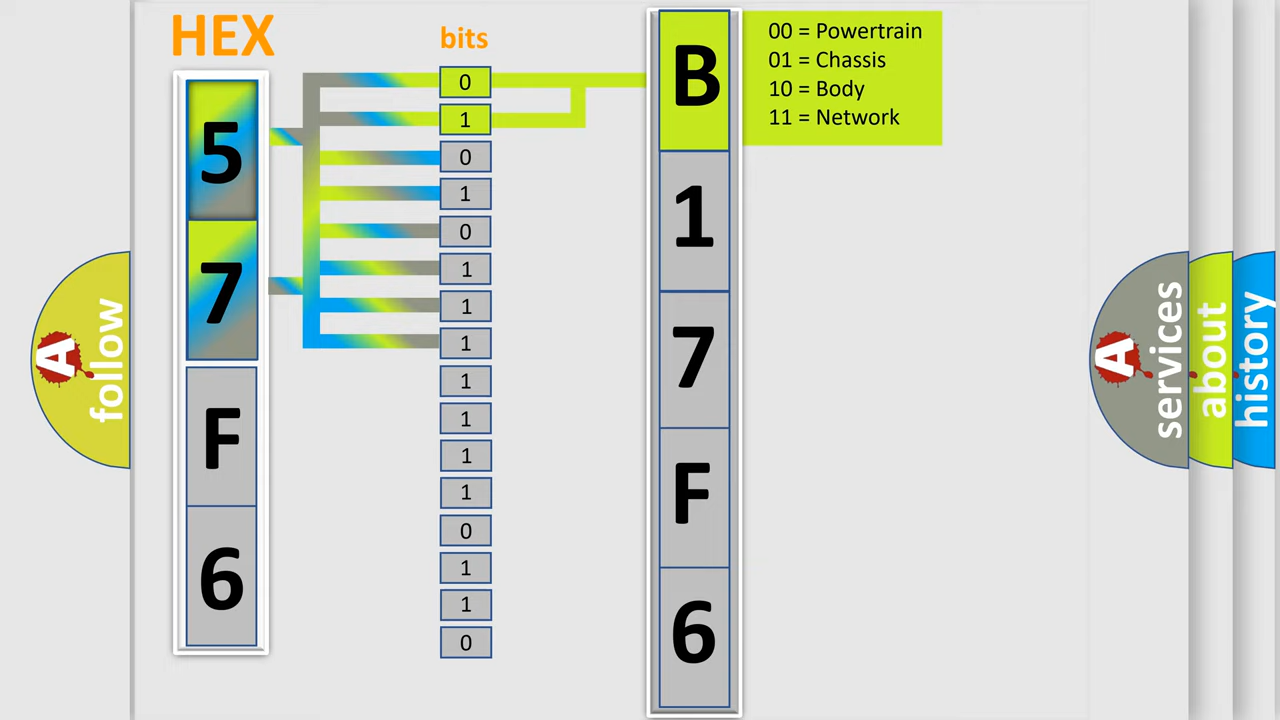 HEX
bits
5
7
F
6
0
1
0
1
0
1
1
1
1
1
1
1
0
1
1
0
B
1
7
F
6
00 = Powertrain
01 = Chassis
10 = Body
11 = Network
A
follow
A
services
about
history